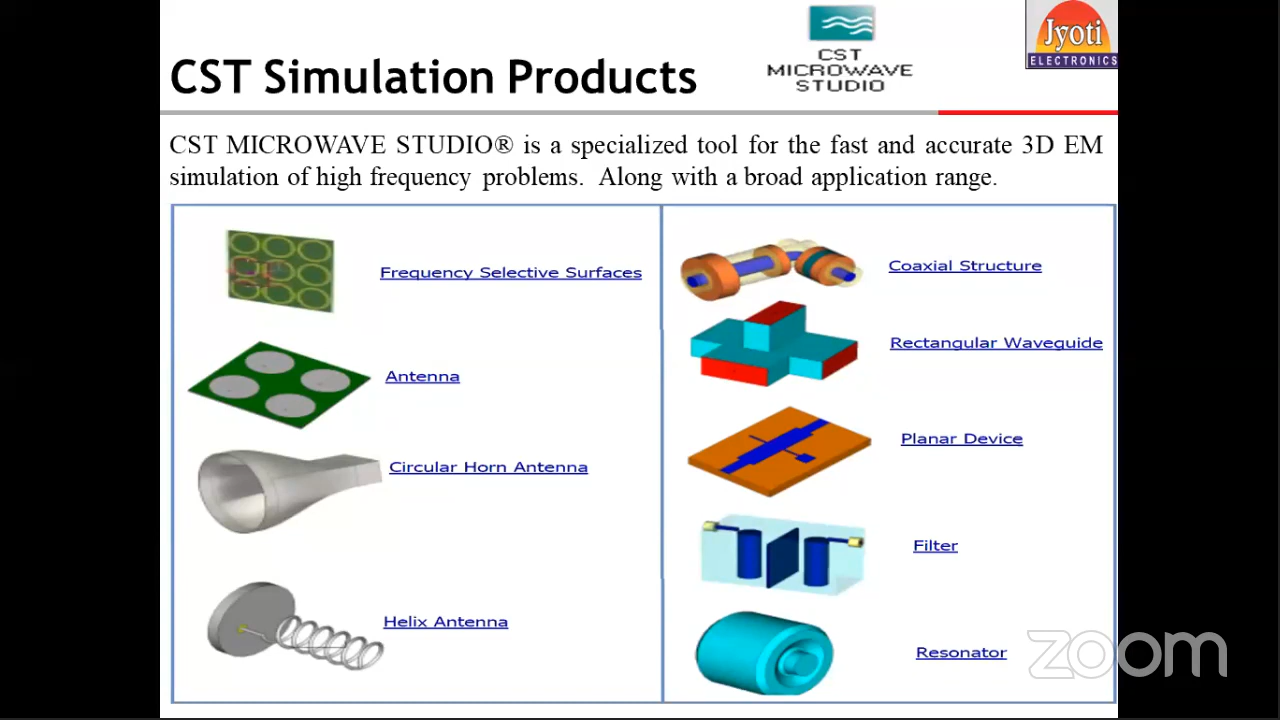 CST Simulation Products
CST
MICROWAVE
STUDIO
Jyoti
ELECTRONICS
CST MICROWAVE STUDIO® is a specialized tool for the fast and accurate 3D EM
simulation of high frequency problems. Along with a broad application range.
Frequency Selective Surfaces
Antenna
Circular Horn Antenna
Helix Antenna
Coaxial Structure
Rectangular Waveguide
Planar Device
Filter
Resonator
zoom